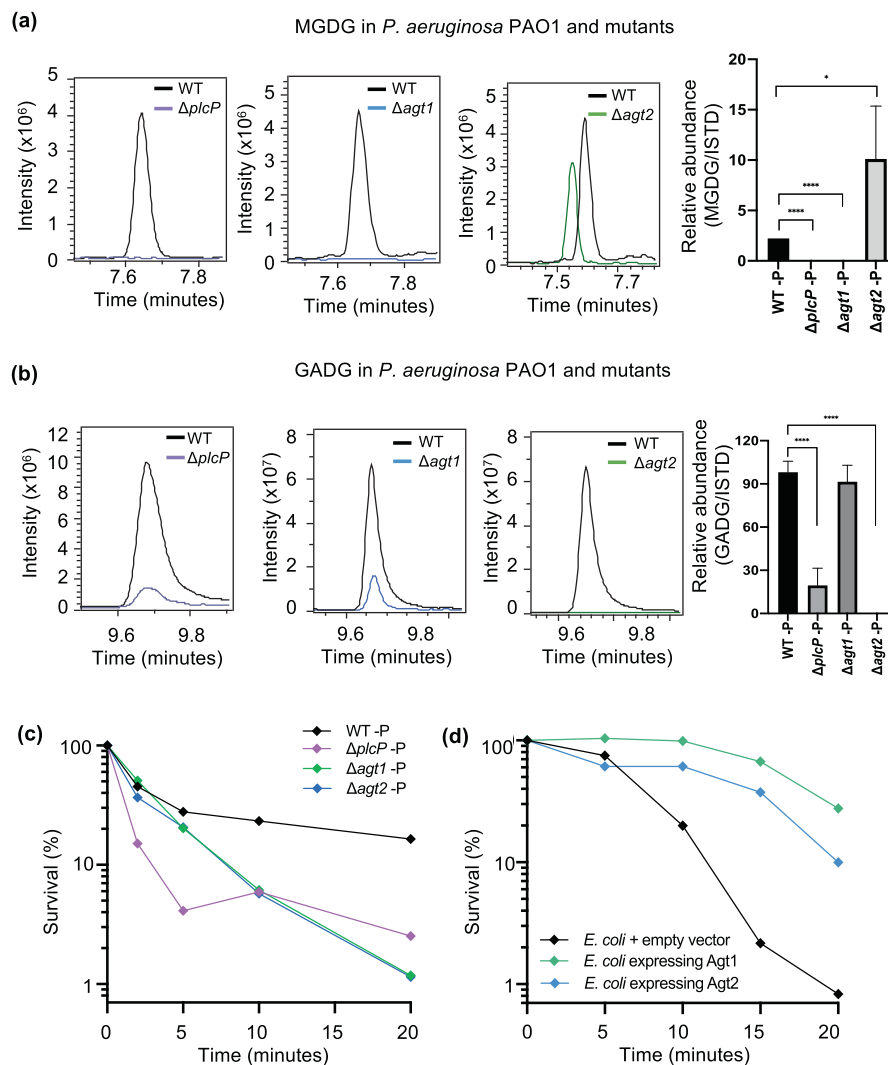 (a)
MGDG in P. aeruginosa PAO1 and mutants
Intensity (x10⁶)
5
4
3
2
1
0
WT
ΔplcP
7.6 7.8
Time (minutes)
Intensity (x10⁶)
5
4
3
2
1
0
WT
Δagt1
7.6 7.8
Time (minutes)
Intensity (x10⁶)
6
5
4
3
2
1
0
WT
Δagt2
7.5 7.7
Time (minutes)
Relative abundance
(MGDG/ISTD)
20
15
10
5
0
*
****
****
WT -P
ΔplcP -P
Δagt1 -P
Δagt2 -P
(b)
GADG in P. aeruginosa PAO1 and mutants
Intensity (x10⁶)
12
10
8
6
4
2
0
WT
ΔplcP
9.6 9.8
Time (minutes)
Intensity (x10⁷)
8
6
4
2
0
WT
Δagt1
9.6 9.8
Time (minutes)
Intensity (x10⁷)
8
6
4
2
0
WT
Δagt2
9.6 9.8
Time (minutes)
Relative abundance
(GADG/ISTD)
120
90
60
30
0
****
****
WT -P
ΔplcP -P
Δagt1 -P
Δagt2 -P
(c)
Survival (%)
100
10
1
WT -P
ΔplcP -P
Δagt1 -P
Δagt2 -P
0 5 10 15 20
Time (minutes)
(d)
Survival (%)
100
10
1
E. coli + empty vector
E. coli expressing Agt1
E. coli expressing Agt2
0 5 10 15 20
Time (minutes)